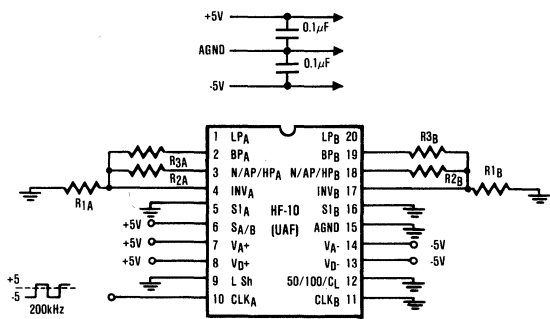 +5V
0.1μF
AGND
0.1μF
-5V
1 LPA LPB 20
2 BPA BPB 19
3 N/AP/HPA N/AP/HPB 18
4 INVA INVB 17
5 S1A HF-10 S1B 16
6 SA/B (UAF) AGND 15
7 VA+ VA- 14
8 VD+ VD- 13
9 L Sh 50/100/CL 12
10 CLKA CLKB 11
R3A
R2A
R1A
R3B
R2B
R1B
+5V
+5V
+5V
-5V
-5V
+5
-5
200kHz